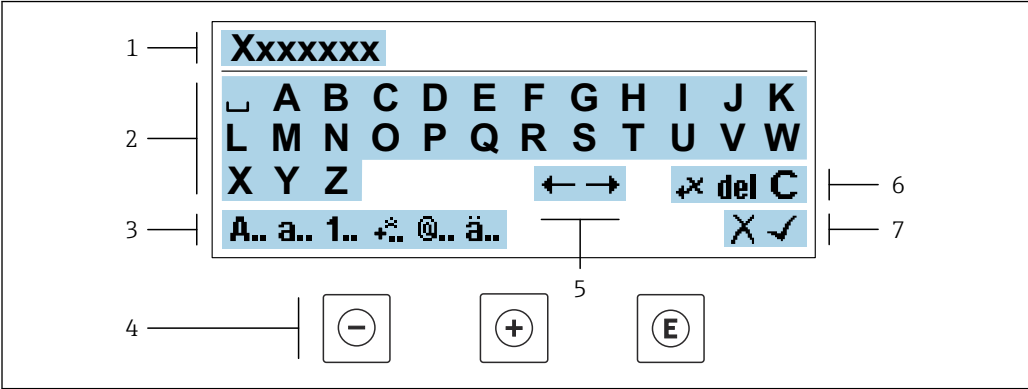 1 Xxxxxxx
2 ⎵ A B C D E F G H I J K
L M N O P Q R S T U V W
X Y Z ← → +× del C 6
3 A.. a.. 1.. +×.. @.. ä.. X ✓ 7
5
4 − + E